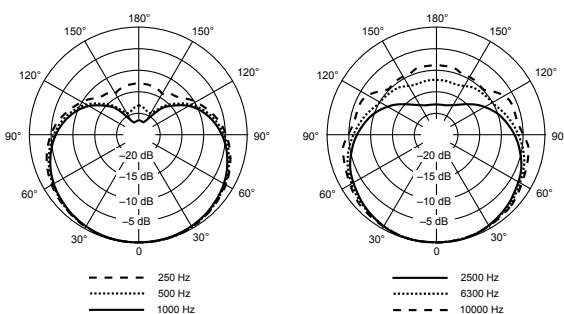 180°
150° 150°
120° 120°
90° 90°
60° 60°
30° 30°
0
–20 dB
–15 dB
–10 dB
–5 dB
250 Hz
500 Hz
1000 Hz
180°
150° 150°
120° 120°
90° 90
60° 60°
30° 30°
0
–20 dB
–15 dB
–10 dB
–5 dB
2500 Hz
6300 Hz
10000 Hz